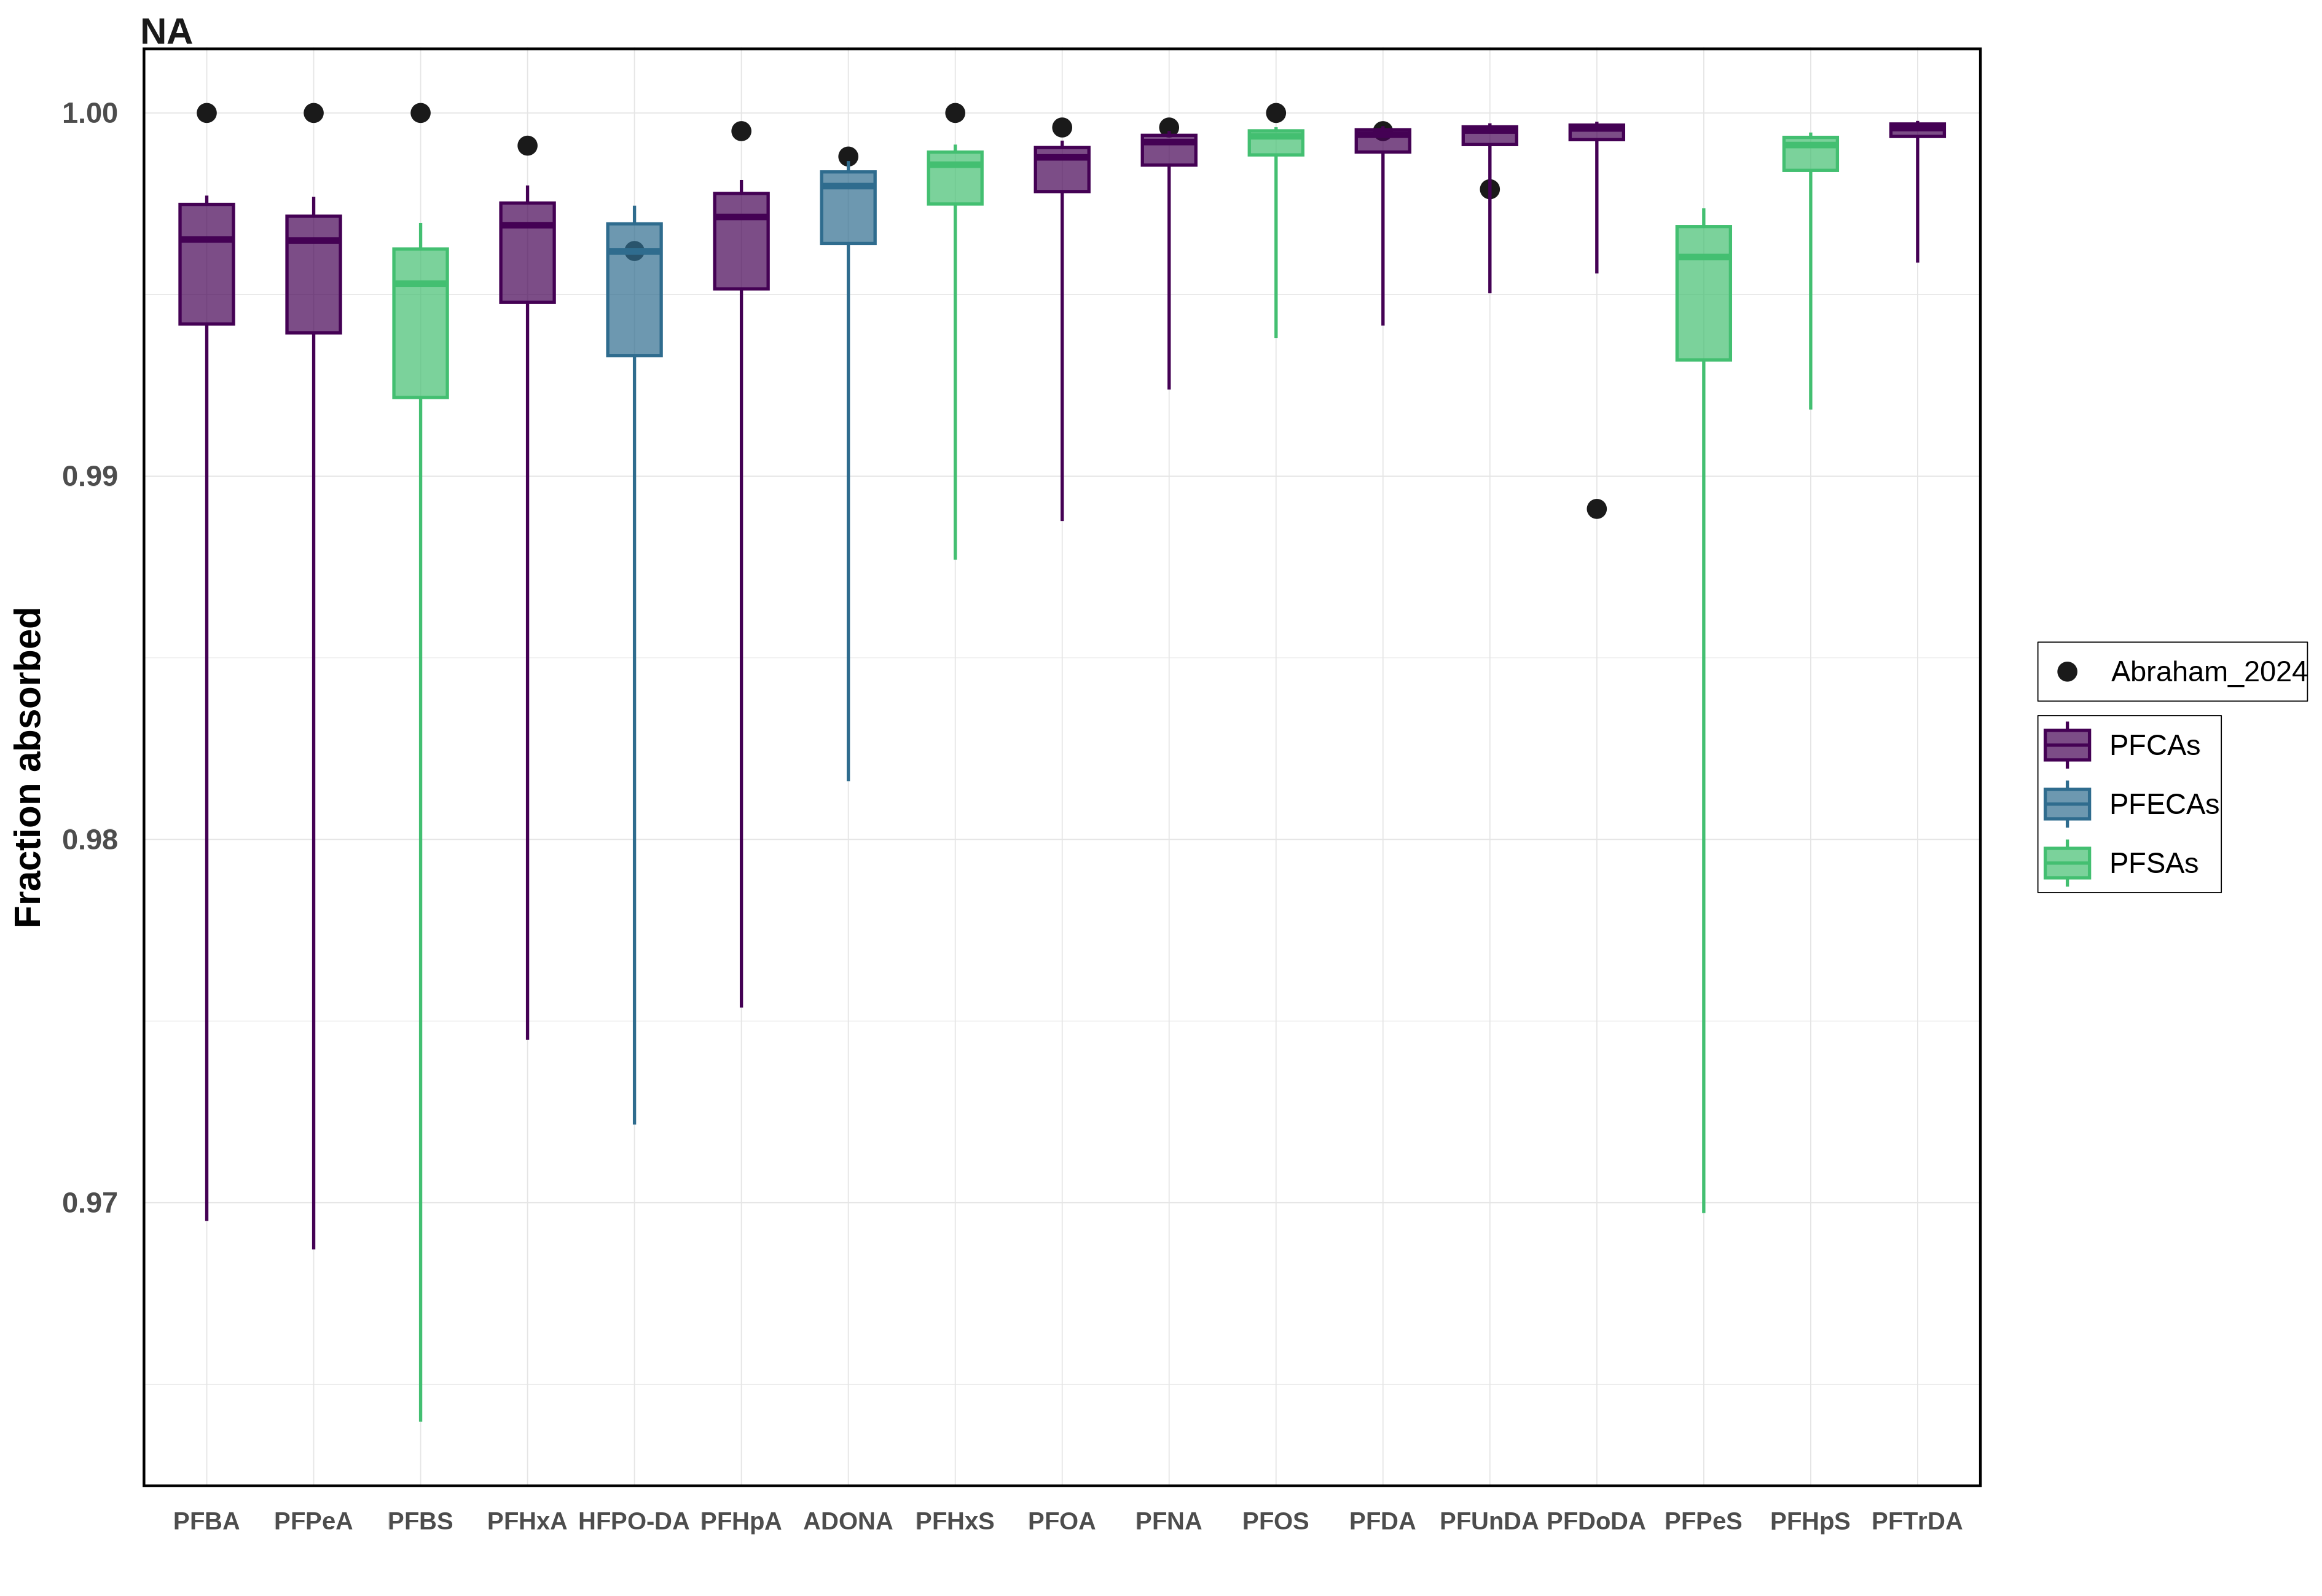 NA
1.00
0.99
0.98
0.97
Fraction absorbed
PFBA PFPeA PFBS PFHxA HFPO-DA PFHpA ADONA PFHxS PFOA PFNA PFOS PFDA PFUnDA PFDoDA PFPeS PFHpS PFTrDA
Abraham_2024
PFCAs
PFECAs
PFSAs